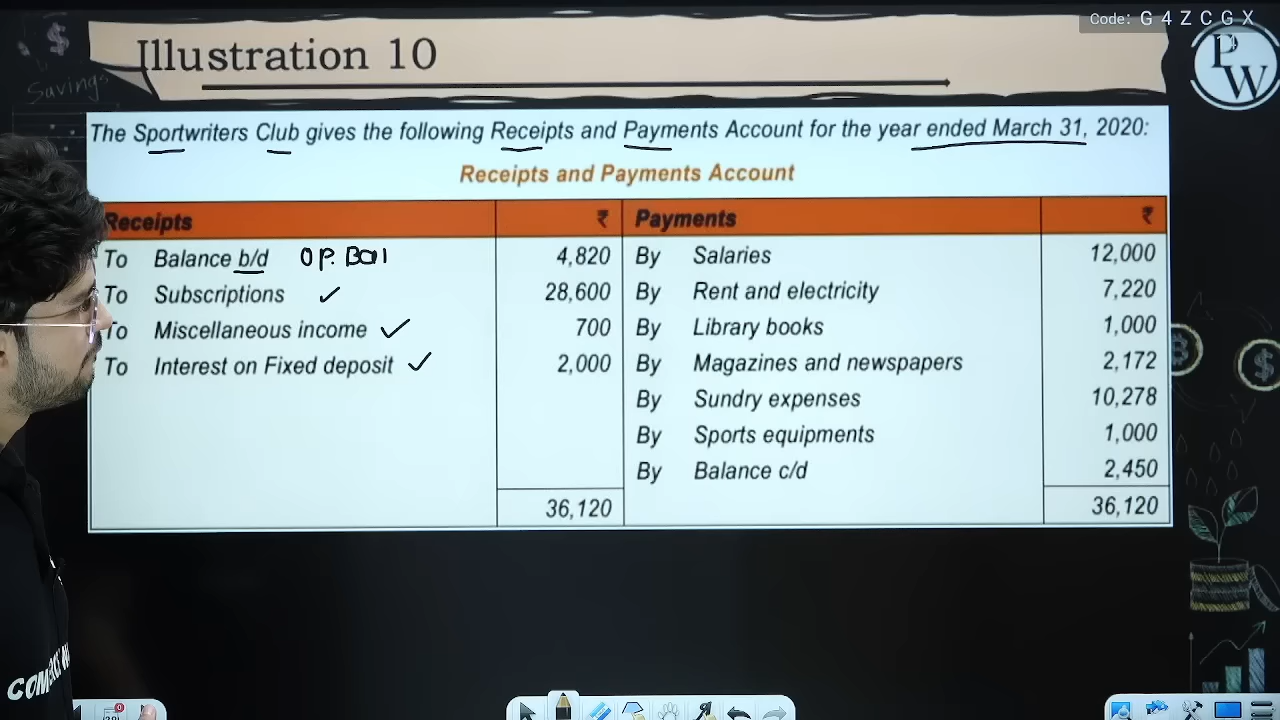 Code: G 4 Z C G X
Illustration 10
PW
Savings
The Sportwriters Club gives the following Receipts and Payments Account for the year ended March 31, 2020:
Receipts and Payments Account
Receipts ₹ Payments ₹
To Balance b/d OP. Bal 4,820 By Salaries 12,000
To Subscriptions ✓ 28,600 By Rent and electricity 7,220
To Miscellaneous income ✓ 700 By Library books 1,000
To Interest on Fixed deposit ✓ 2,000 By Magazines and newspapers 2,172
By Sundry expenses 10,278
By Sports equipments 1,000
By Balance c/d 2,450
36,120 36,120